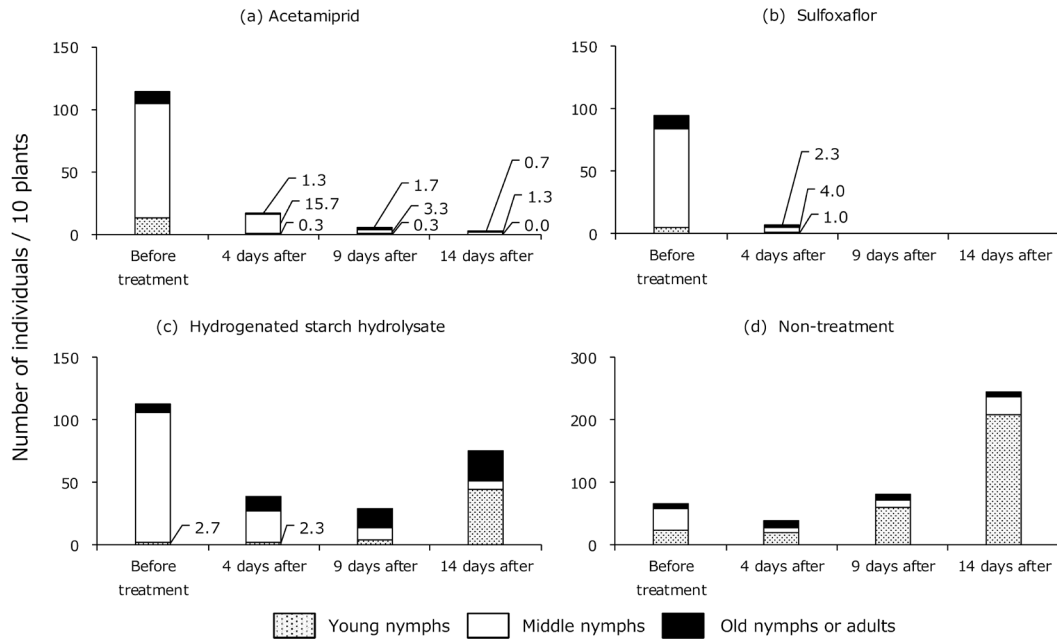 (a) Acetamiprid
(b) Sulfoxaflor
Number of individuals / 10 plants
150
100
50
0
1.3
15.7
0.3
1.7
3.3
0.3
0.7
1.3
0.0
Before treatment
4 days after
9 days after
14 days after
150
100
50
0
2.3
4.0
1.0
Before treatment
4 days after
9 days after
14 days after
(c) Hydrogenated starch hydrolysate
(d) Non-treatment
150
100
50
0
2.7
2.3
Before treatment
4 days after
9 days after
14 days after
300
200
100
0
Before treatment
4 days after
9 days after
14 days after
Young nymphs
Middle nymphs
Old nymphs or adults